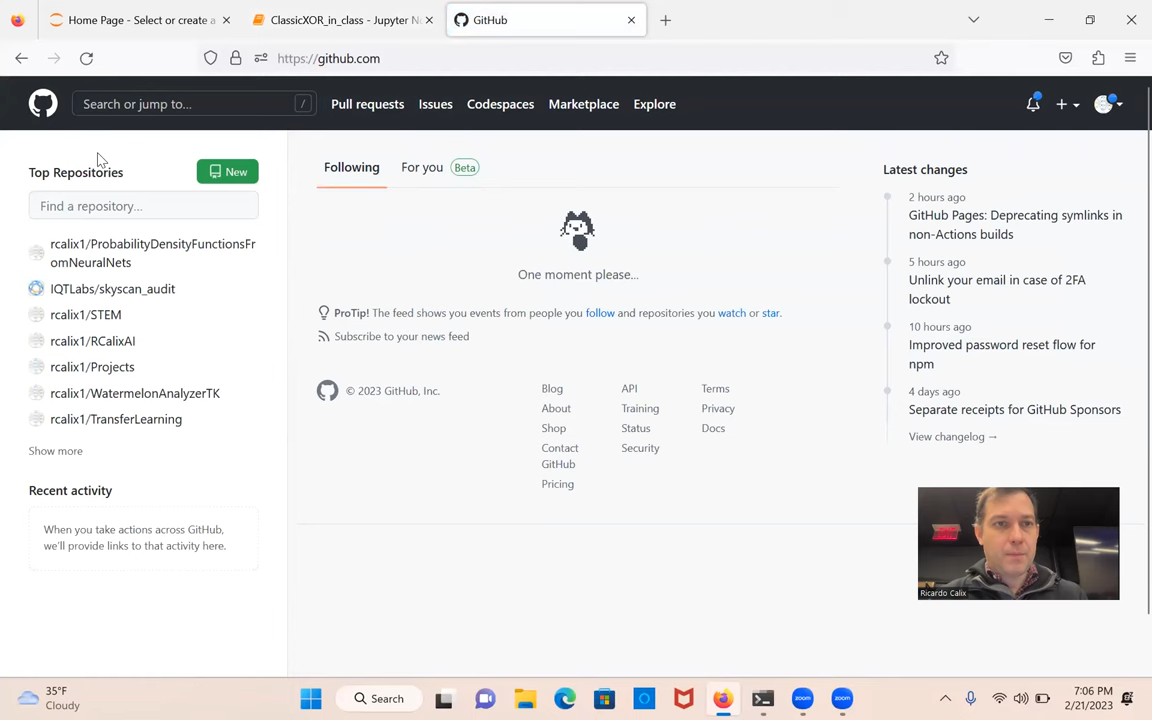 Home Page - Select or create a
ClassicXOR_in_class - Jupyter No
GitHub
https://github.com
Search or jump to...
/
Pull requests
Issues
Codespaces
Marketplace
Explore
Top Repositories
New
Find a repository...
rcalix1/ProbabilityDensityFunctionsFr
omNeuralNets
IQTLabs/skyscan_audit
rcalix1/STEM
rcalix1/RCalixAI
rcalix1/Projects
rcalix1/WatermelonAnalyzerTK
rcalix1/TransferLearning
Show more
Recent activity
When you take actions across GitHub,
we'll provide links to that activity here.
Following
For you
Beta
One moment please...
ProTip! The feed shows you events from people you follow and repositories you watch or star.
Subscribe to your news feed
© 2023 GitHub, Inc.
Blog
About
Shop
Contact
GitHub
Pricing
API
Training
Status
Security
Terms
Privacy
Docs
Latest changes
2 hours ago
GitHub Pages: Deprecating symlinks in
non-Actions builds
5 hours ago
Unlink your email in case of 2FA
lockout
10 hours ago
Improved password reset flow for
npm
4 days ago
Separate receipts for GitHub Sponsors
View changelog →
Ricardo Calix
35°F
Cloudy
Search
zoom
zoom
7:06 PM
2/21/2023